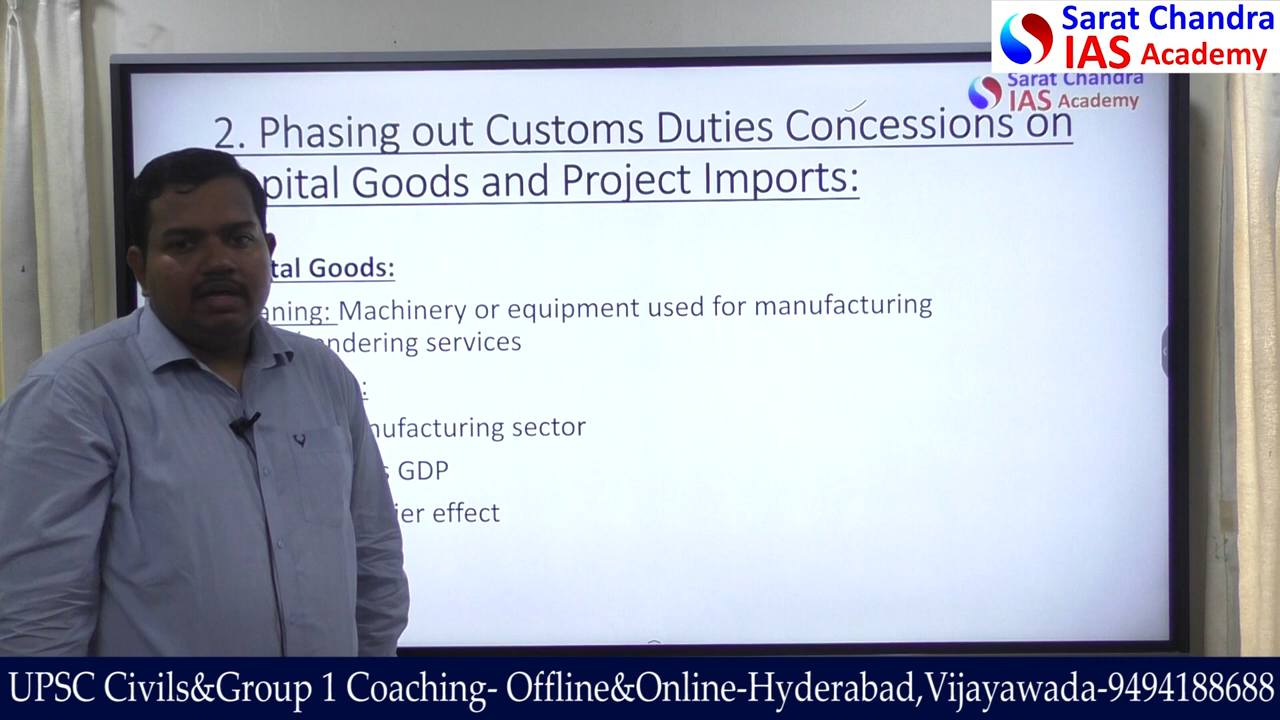 Sarat Chandra
IAS Academy
Sarat Chandra
IAS Academy
2. Phasing out Customs Duties Concessions on
pital Goods and Project Imports:
tal Goods:
aning: Machinery or equipment used for manufacturing
ndering services
:
nufacturing sector
s GDP
ier effect
UPSC Civils&Group 1 Coaching- Offline&Online-Hyderabad,Vijayawada-9494188688